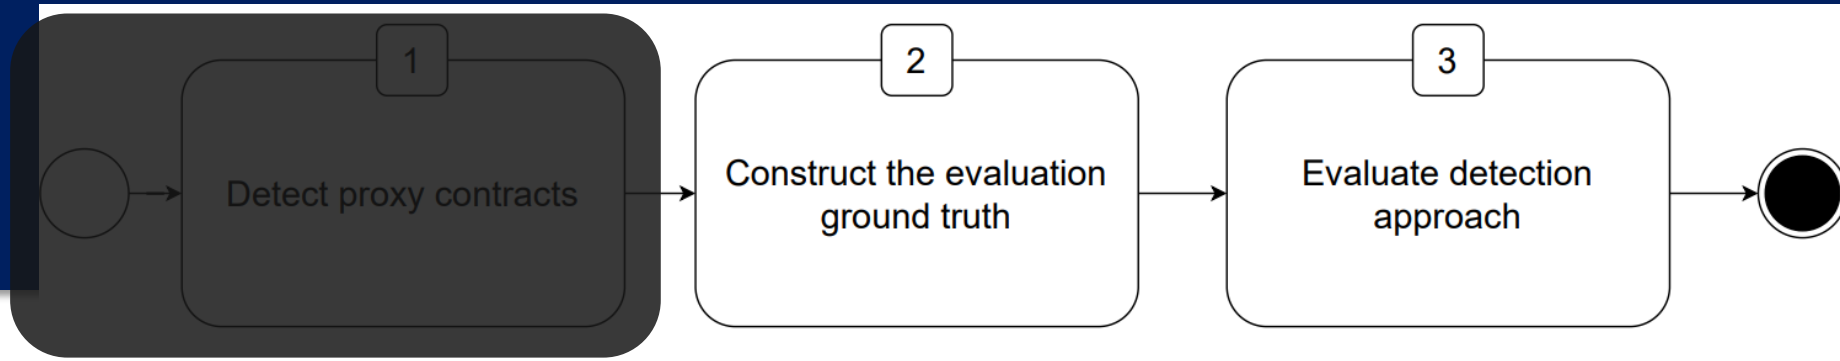 1
Detect proxy contracts
2
Construct the evaluation
ground truth
3
Evaluate detection
approach